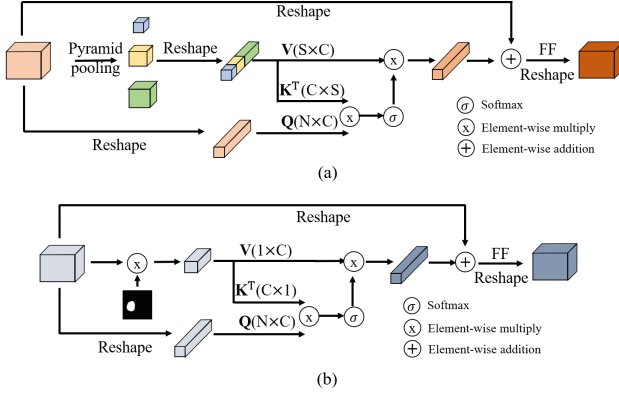 Reshape
Pyramid
pooling
Reshape
V(S×C)
K^T(C×S)
Q(N×C)
Reshape
x
x
σ
+
FF
Reshape
σ Softmax
x Element-wise multiply
+ Element-wise addition
(a)
Reshape
x
V(1×C)
K^T(C×1)
Q(N×C)
Reshape
x
x
σ
+
FF
Reshape
σ Softmax
x Element-wise multiply
+ Element-wise addition
(b)